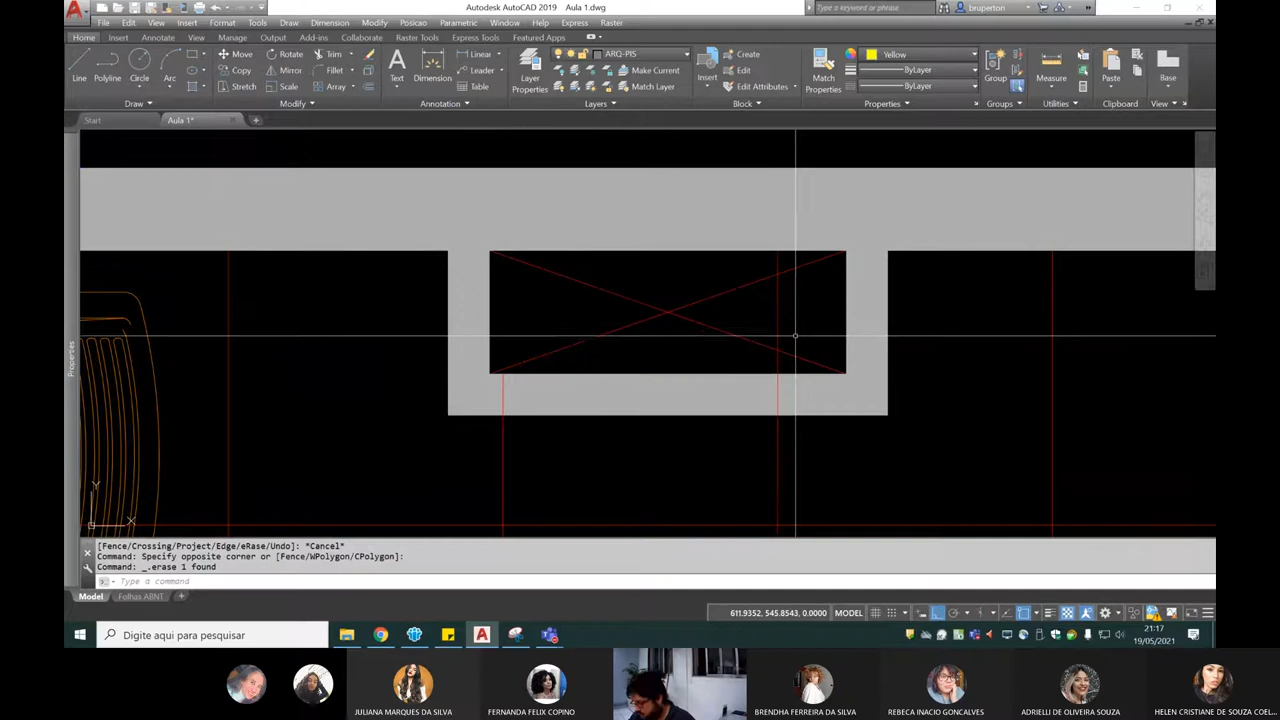 Autodesk AutoCAD 2019 Aula 1.dwg
Type a keyword or phrase
bruperton
File Edit View Insert Format Tools Draw Dimension Modify Posicao Parametric Window Help Express Raster
Home Insert Annotate View Manage Output Add-ins Collaborate Raster Tools Express Tools Featured Apps
Line Polyline Circle Arc
Move Rotate Trim
Copy Mirror Fillet
Stretch Scale Array
Text Dimension
Linear
Leader
Table
Layer Properties
ARQ-PIS
Make Current
Match Layer
Insert
Create
Edit
Edit Attributes
Match Properties
Yellow
ByLayer
ByLayer
Group
Measure
Paste
Base
Draw Modify Annotation Layers Block Properties Groups Utilities Clipboard View
Start Aula 1*
Properties
Y
X
[Fence/Crossing/Project/Edge/eRase/Undo]: *Cancel*
Command: Specify opposite corner or [Fence/WPolygon/CPolygon]:
Command: _.erase 1 found
Type a command
Model Folhas ABNT
611.9352, 545.8543, 0.0000 MODEL
Digite aqui para pesquisar
21:17
19/05/2021
JULIANA MARQUES DA SILVA
FERNANDA FELIX COPINO
BRENDHA FERREIRA DA SILVA
REBECA INACIO GONCALVES
ADRIELLI DE OLIVEIRA SOUZA
HELEN CRISTIANE DE SOUZA COEL...